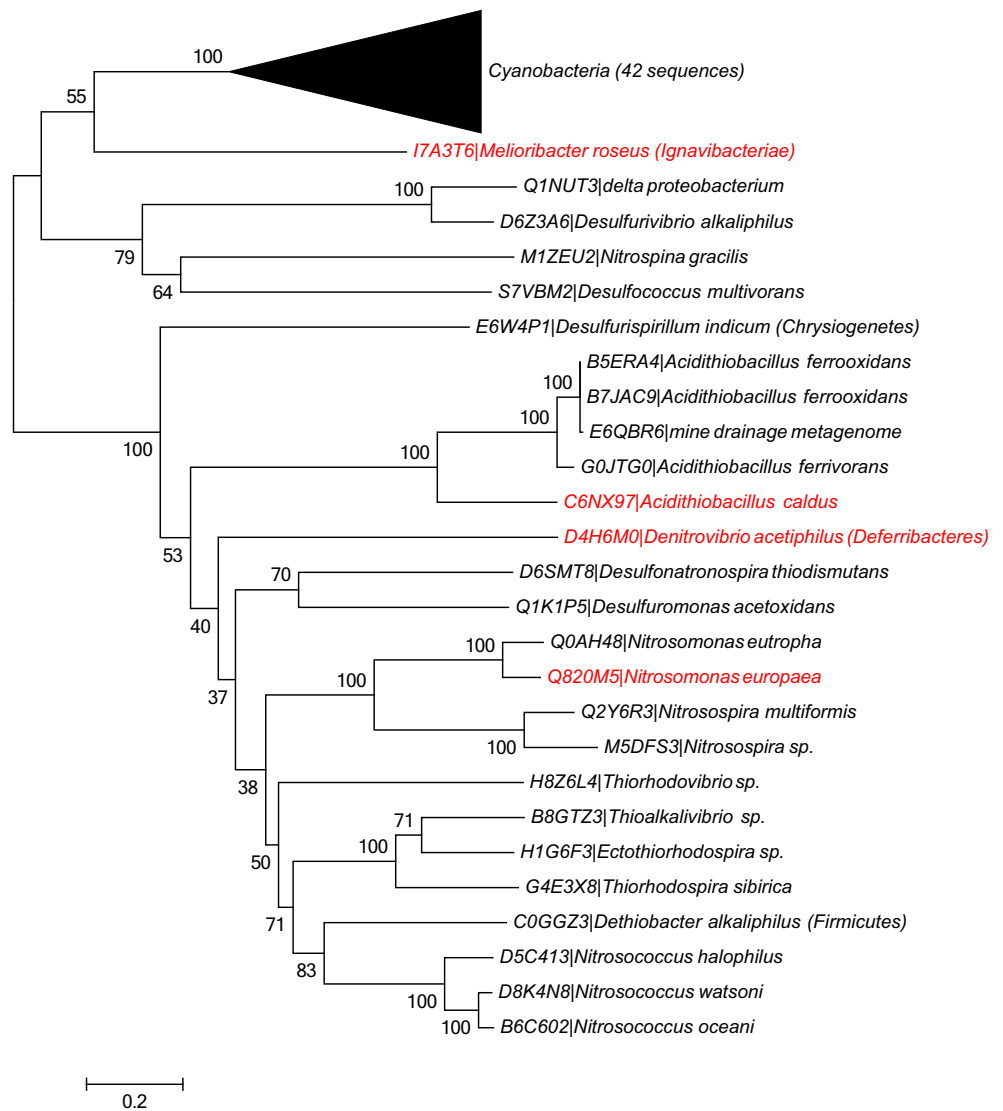 100
Cyanobacteria (42 sequences)
55
I7A3T6|Melioribacter roseus (Ignavibacteriae)
Q1NUT3|delta proteobacterium
100
D6Z3A6|Desulfurivibrio alkaliphilus
79
M1ZEU2|Nitrospina gracilis
64
S7VBM2|Desulfococcus multivorans
E6W4P1|Desulfurispirillum indicum (Chrysiogenetes)
B5ERA4|Acidithiobacillus ferrooxidans
100
B7JAC9|Acidithiobacillus ferrooxidans
100
E6QBR6|mine drainage metagenome
100
100
G0JTG0|Acidithiobacillus ferrivorans
C6NX97|Acidithiobacillus caldus
D4H6M0|Denitrovibrio acetiphilus (Deferribacteres)
53
70
D6SMT8|Desulfonatronospira thiodismutans
Q1K1P5|Desulfuromonas acetoxidans
40
100
Q0AH48|Nitrosomonas eutropha
100
Q820M5|Nitrosomonas europaea
37
Q2Y6R3|Nitrosospira multiformis
100
M5DFS3|Nitrosospira sp.
38
H8Z6L4|Thiorhodovibrio sp.
71
B8GTZ3|Thioalkalivibrio sp.
100
H1G6F3|Ectothiorhodospira sp.
50
G4E3X8|Thiorhodospira sibirica
71
C0GGZ3|Dethiobacter alkaliphilus (Firmicutes)
83
D5C413|Nitrosococcus halophilus
100
D8K4N8|Nitrosococcus watsoni
100
B6C602|Nitrosococcus oceani
0.2